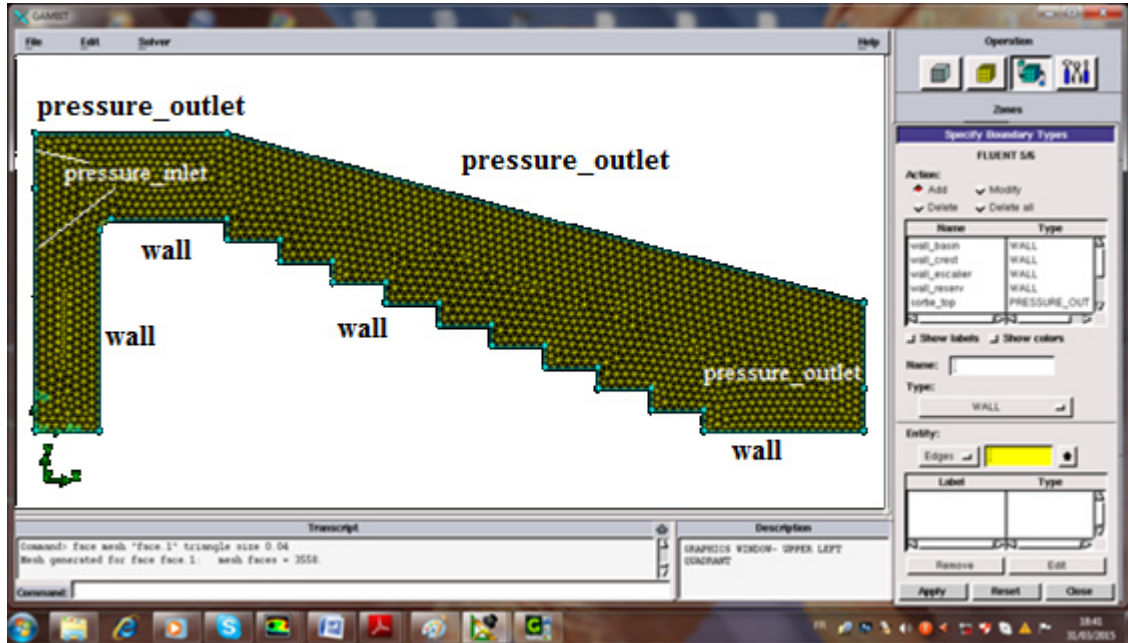 GAMBIT
File Edit Solver Help
pressure_outlet
pressure_outlet
pressure_inlet
wall
wall
wall
pressure_outlet
wall
Transcript
Command> face mesh "face.1" triangle size 0.04
Mesh generated for face face.1: mesh faces = 3558.
Command:
Description
GRAPHICS WINDOW- UPPER LEFT
QUADRANT
Operation
Zones
Specify Boundary Types
FLUENT 5/6
Action:
Add Modify
Delete Delete all
Name Type
wall_basin WALL
wall_crest WALL
wall_escalier WALL
wall_reserv WALL
sortie_top PRESSURE_OUT
Show labels Show colors
Name:
Type:
WALL
Entity:
Edges
Label Type
Remove Edit
Apply Reset Close
FR 18:41
31/03/2015